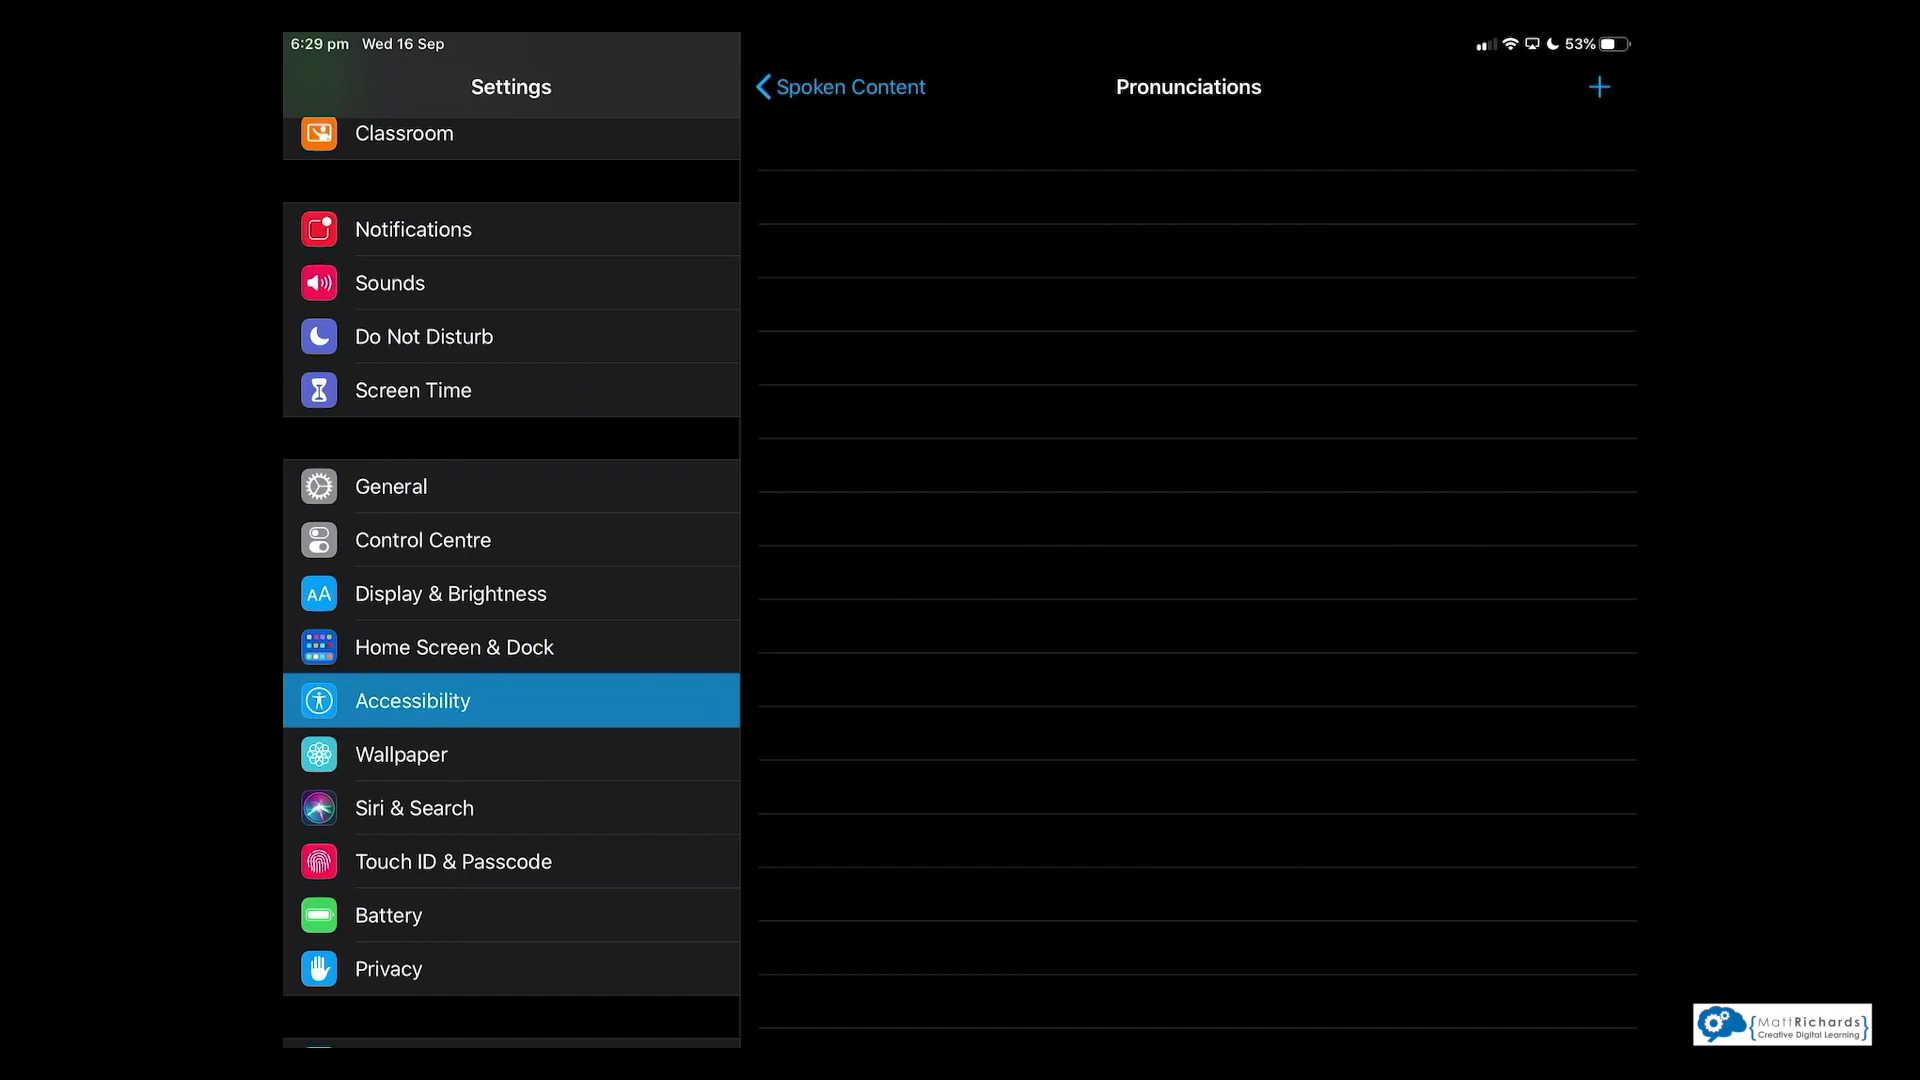 6:29 pm Wed 16 Sep
53%
Settings
Spoken Content
Pronunciations
Classroom
Notifications
Sounds
Do Not Disturb
Screen Time
General
Control Centre
AA Display & Brightness
Home Screen & Dock
Accessibility
Wallpaper
Siri & Search
Touch ID & Passcode
Battery
Privacy
{MattRichards}
Creative Digital Learning